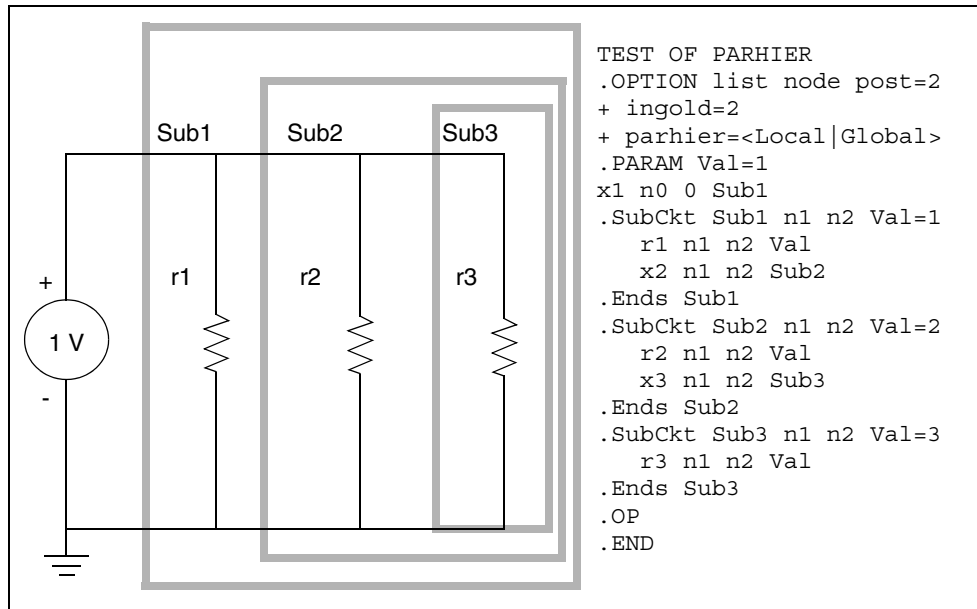 Sub1 Sub2 Sub3
r1 r2 r3
+
1 V
-
TEST OF PARHIER
.OPTION list node post=2
+ ingold=2
+ parhier=<Local|Global>
.PARAM Val=1
x1 n0 0 Sub1
.SubCkt Sub1 n1 n2 Val=1
r1 n1 n2 Val
x2 n1 n2 Sub2
.Ends Sub1
.SubCkt Sub2 n1 n2 Val=2
r2 n1 n2 Val
x3 n1 n2 Sub3
.Ends Sub2
.SubCkt Sub3 n1 n2 Val=3
r3 n1 n2 Val
.Ends Sub3
.OP
.END